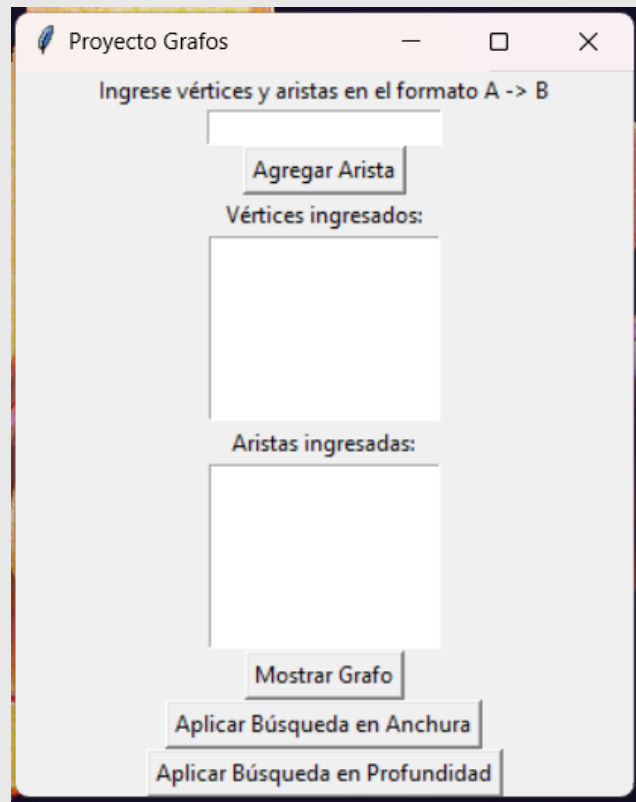 Proyecto Grafos
Ingrese vértices y aristas en el formato A -> B
Agregar Arista
Vértices ingresados:
Aristas ingresadas:
Mostrar Grafo
Aplicar Búsqueda en Anchura
Aplicar Búsqueda en Profundidad